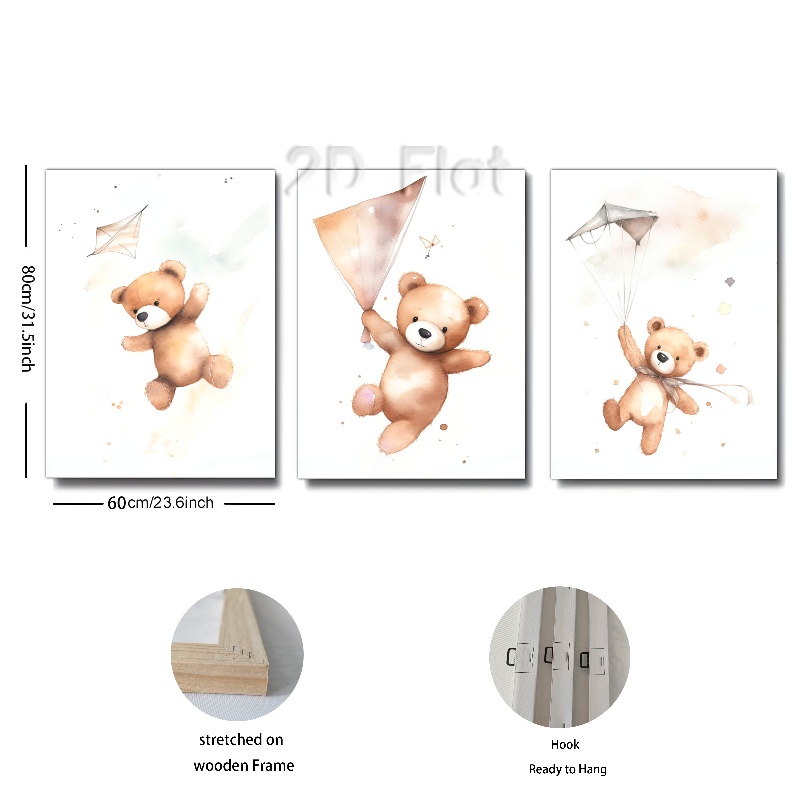 2D Flat
80cm/31.5inch
60cm/23.6inch
stretched on
wooden Frame
Hook
Ready to Hang